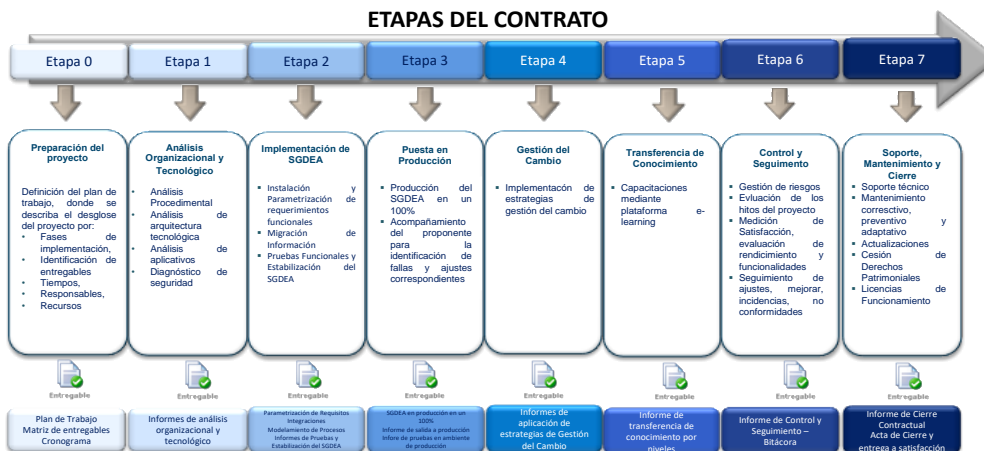 ETAPAS DEL CONTRATO
Etapa 0
Etapa 1
Etapa 2
Etapa 3
Etapa 4
Etapa 5
Etapa 6
Etapa 7
Preparación del
proyecto
Definición del plan de
trabajo, donde se
describa el desglose
del proyecto por:
• Fases de
implementación,
• Identificación de
entregables
• Tiempos,
• Responsables,
• Recursos
Análisis
Organizacional y
Tecnológico
• Análisis
Procedimental
• Análisis de
arquitectura
tecnológica
• Análisis de
aplicativos
• Diagnóstico de
seguridad
Implementación de
SGDEA
▪ Instalación y
Parametrización de
requerimientos
funcionales
▪ Migración de
Información
▪ Pruebas Funcionales y
Estabilización del
SGDEA
Puesta en
Producción
▪ Producción del
SGDEA en un
100%
▪ Acompañamiento
del proponente
para la
identificación de
fallas y ajustes
correspondientes
Gestión del
Cambio
▪ Implementación de
estrategias de
gestión del cambio
Transferencia de
Conocimiento
▪ Capacitaciones
mediante
plataforma e-
learning
Control y
Seguimento
▪ Gestión de riesgos
▪ Evluación de los
hitos del proyecto
▪ Medición de
Satisfacción,
evaluación de
rendicimiento y
funcionalidades
▪ Seguimiento de
ajustes, mejorar,
incidencias, no
conformidades
Soporte,
Mantenimiento y
Cierre
▪ Soporte técnico
▪ Mantenimiento
corresctivo,
preventivo y
adaptativo
▪ Actualizaciones
▪ Cesión de
Derechos
Patrimoniales
▪ Licencias de
Funcionamiento
Entregable
Entregable
Entregable
Entregable
Entregable
Entregable
Entregable
Entregable
Plan de Trabajo
Matriz de entregables
Cronograma
Informes de análisis
organizacional y
tecnológico
Parametrización de Requisitos
Integraciones
Modelamiento de Procesos
Informes de Pruebas y
Estabilización del SGDEA
SGDEA en producción en un
100%
Informe de salida a producción
Infore de pruebas en ambiente
de producción
Informes de
aplicación de
estrategias de Gestión
del Cambio
Informe de
transferencia de
conocimiento por
niveles
Informe de Control y
Seguimiento –
Bitácora
Informe de Cierre
Contractual
Acta de Cierre y
entrega a satisfacción